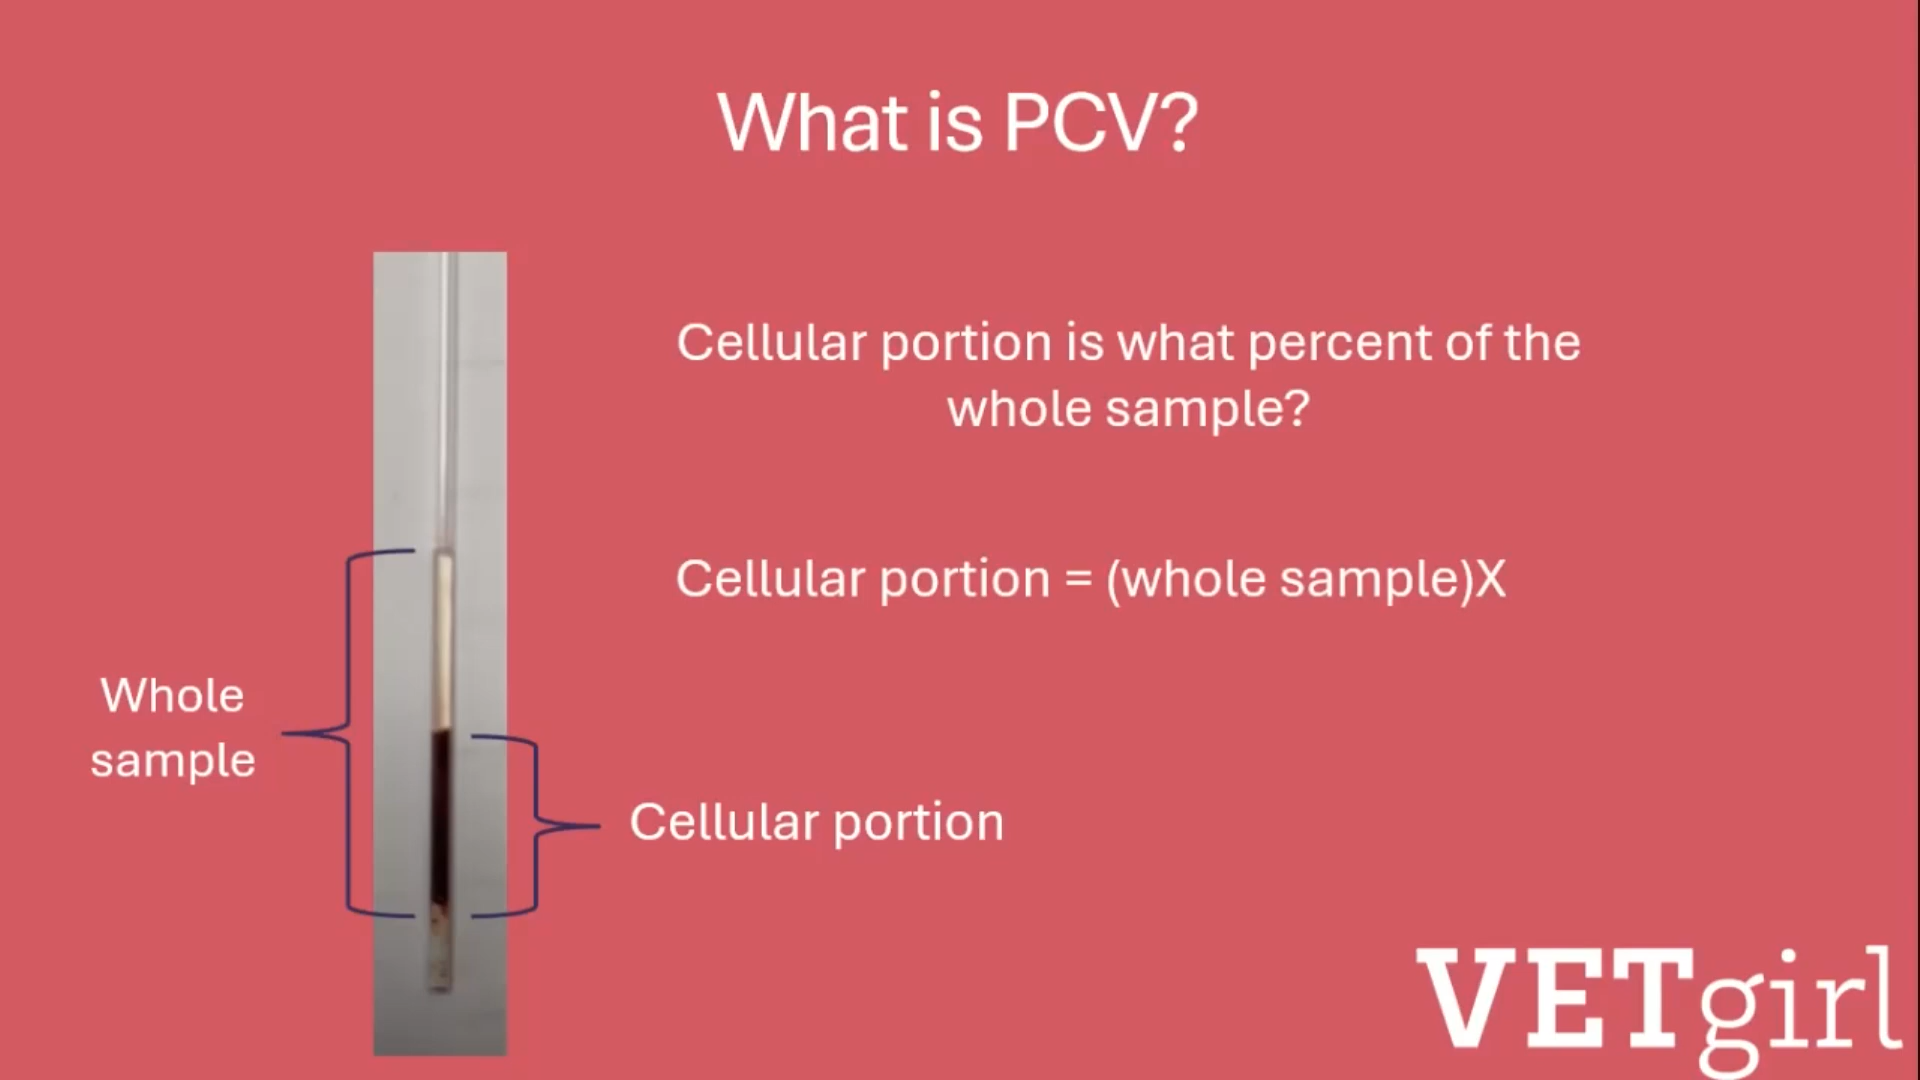 What is PCV?
Cellular portion is what percent of the
whole sample?
Cellular portion = (whole sample)X
Whole
sample
Cellular portion
VETgirl